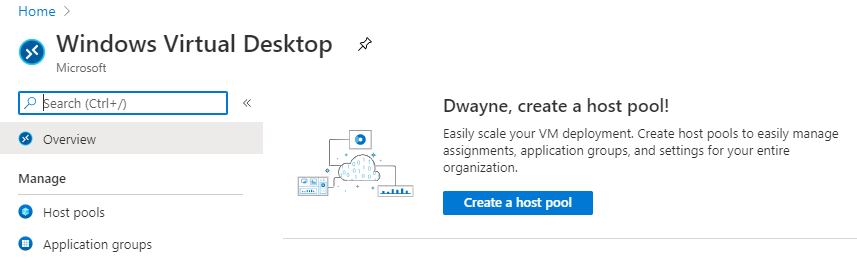 Home
Windows Virtual Desktop
Microsoft
Search (Ctrl+/)
Overview
Manage
Host pools
Application groups
Dwayne, create a host pool!
Easily scale your VM deployment. Create host pools to easily manage
assignments, application groups, and settings for your entire
organization.
Create a host pool